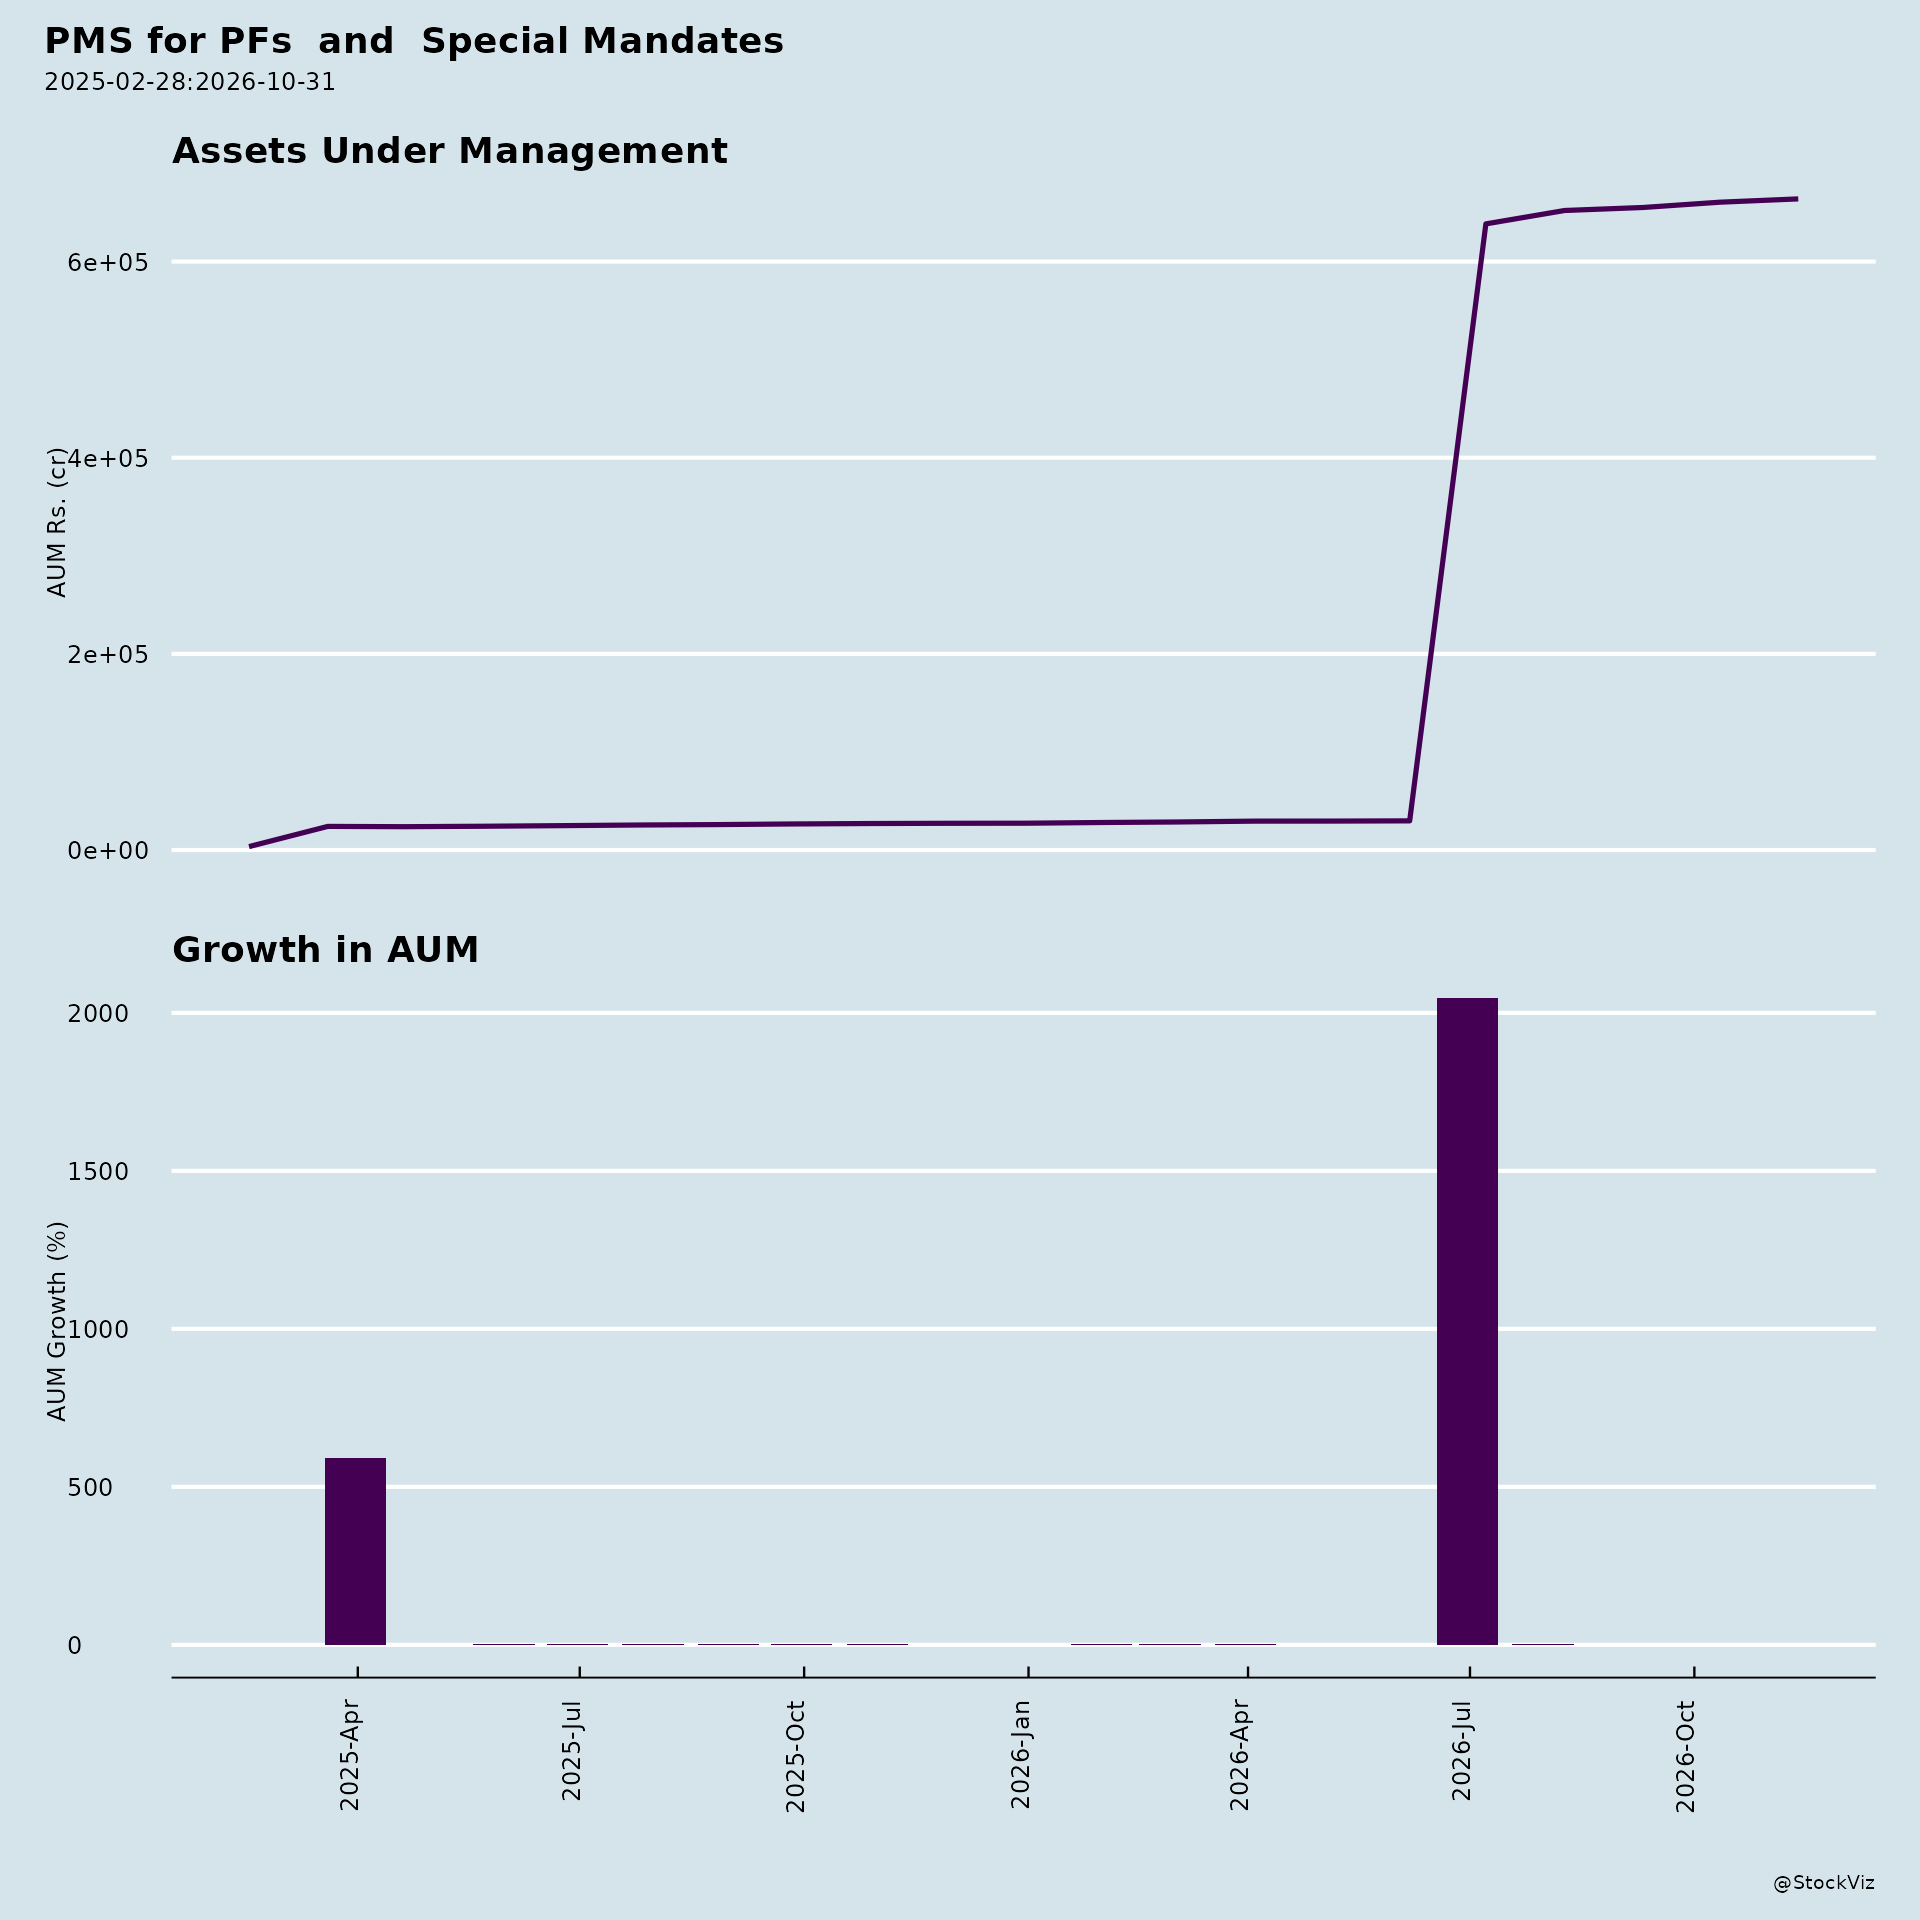 PMS for PFs  and  Special Mandates
2025-02-28:2026-10-31
Assets Under Management
AUM Rs. (cr)
6e+05
4e+05
2e+05
0e+00
Growth in AUM
AUM Growth (%)
2000
1500
1000
500
0
2025-Apr
2025-Jul
2025-Oct
2026-Jan
2026-Apr
2026-Jul
2026-Oct
@StockViz